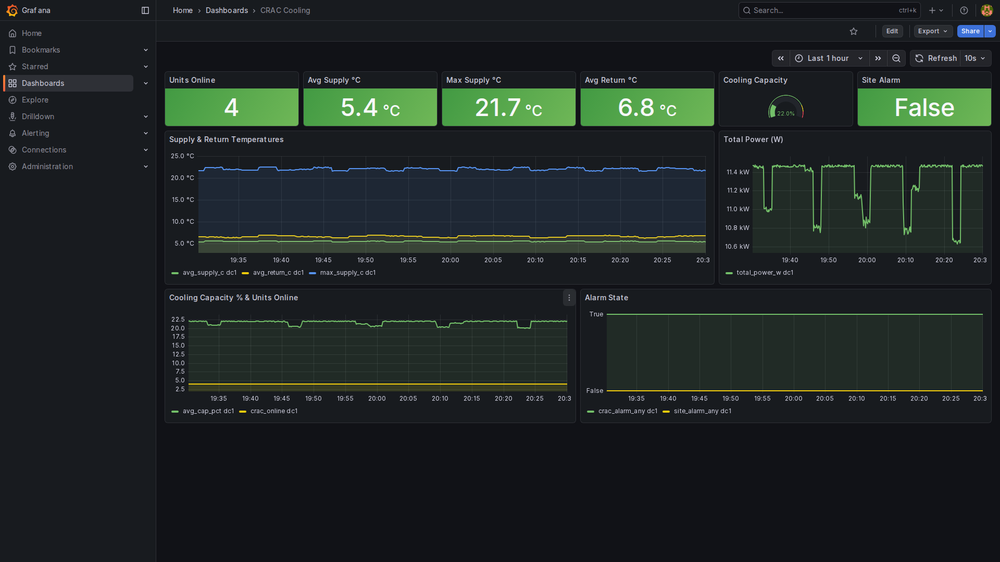 Grafana
Home › Dashboards › CRAC Cooling
Search... ctrl+k
Home
Bookmarks
Starred
Dashboards
Explore
Drilldown
Alerting
Connections
Administration
Edit Export Share
Last 1 hour Refresh 10s
Units Online
4
Avg Supply °C
5.4 °C
Max Supply °C
21.7 °C
Avg Return °C
6.8 °C
Cooling Capacity
22.0%
Site Alarm
False
Supply & Return Temperatures
25.0 °C
20.0 °C
15.0 °C
10.0 °C
5.0 °C
19:35 19:40 19:45 19:50 19:55 20:00 20:05 20:10 20:15 20:20 20:25 20:3
avg_supply_c dc1 avg_return_c dc1 max_supply_c dc1
Total Power (W)
11.4 kW
11.2 kW
11.0 kW
10.8 kW
10.6 kW
19:40 19:50 20:00 20:10 20:20 20:3
total_power_w dc1
Cooling Capacity % & Units Online
22.5
20.0
17.5
15.0
12.5
10.0
7.5
5.0
2.5
19:35 19:40 19:45 19:50 19:55 20:00 20:05 20:10 20:15 20:20 20:25 20:3
avg_cap_pct dc1 crac_online dc1
Alarm State
True
False
19:35 19:40 19:45 19:50 19:55 20:00 20:05 20:10 20:15 20:20 20:25 20:3
crac_alarm_any dc1 site_alarm_any dc1